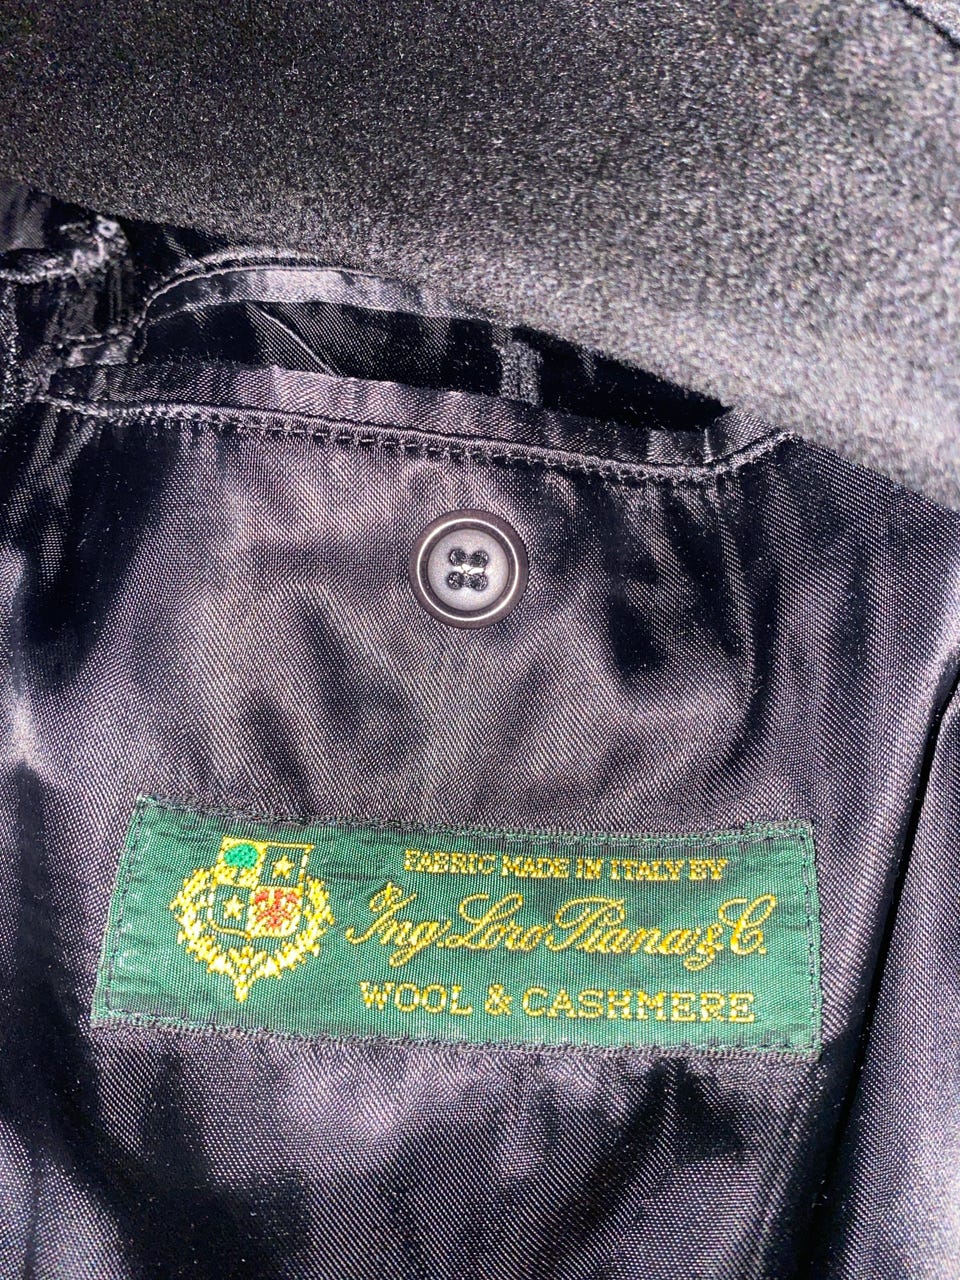 FABRIC MADE IN ITALY BY
Ing. Loro Piana & C.
WOOL & CASHMERE